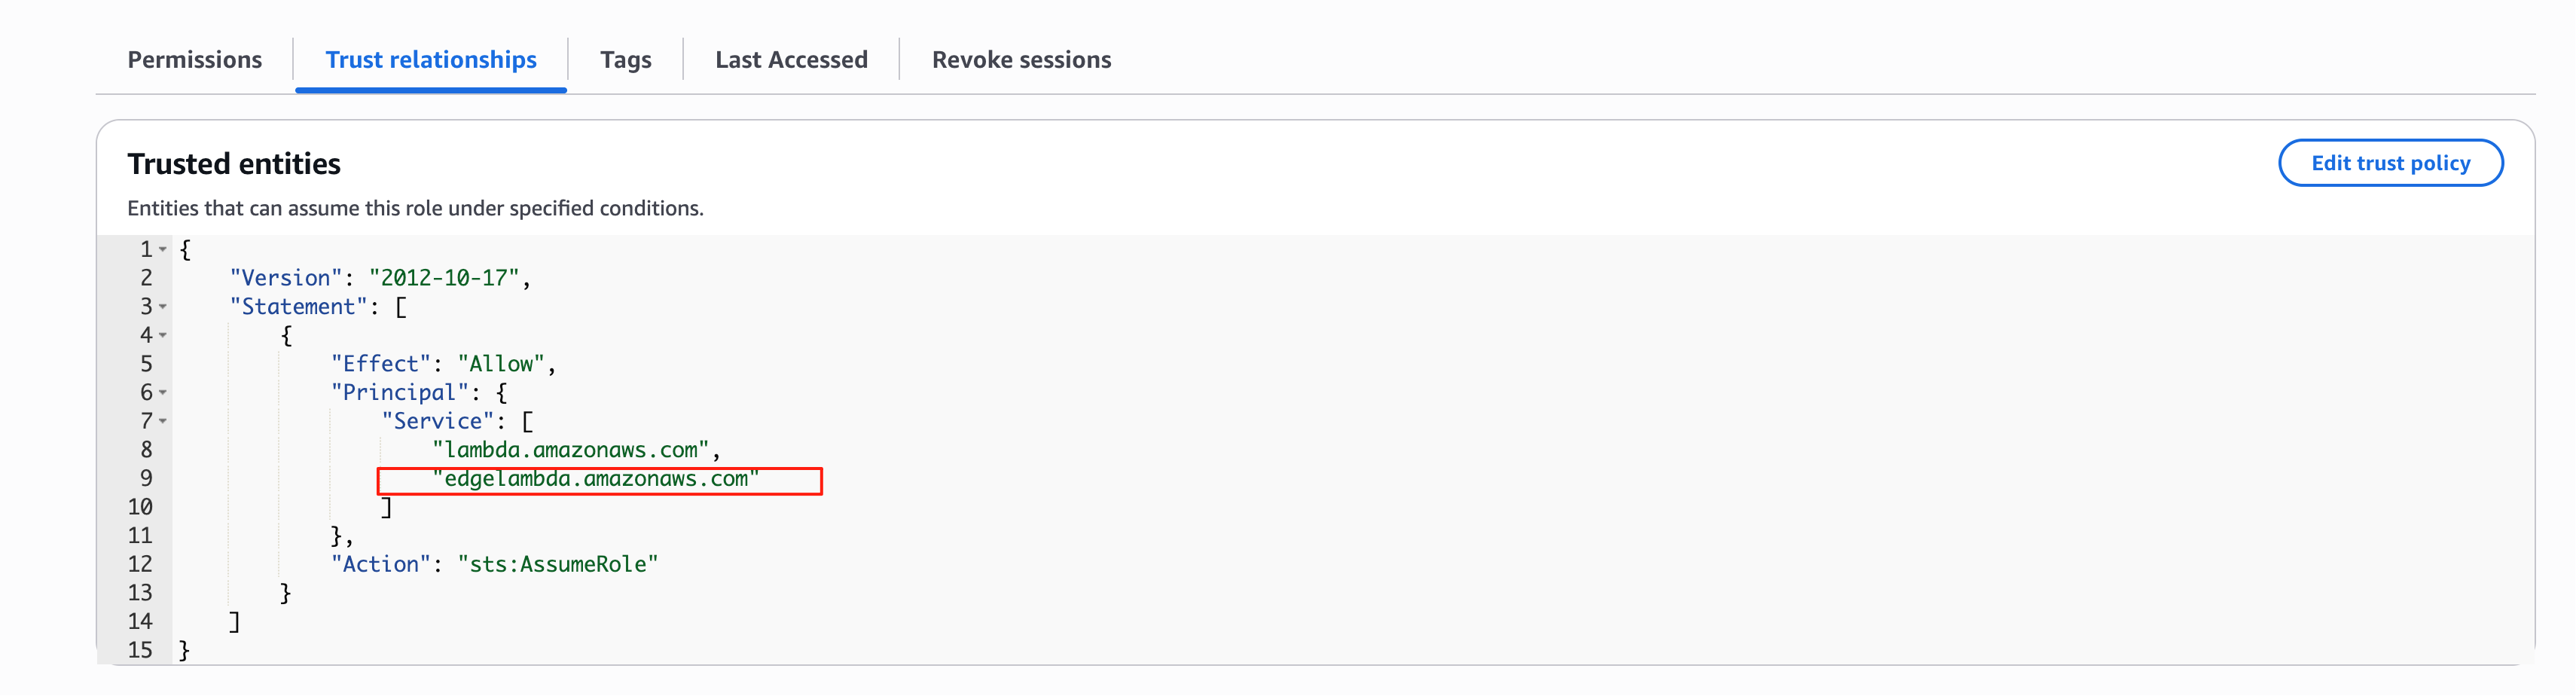 Permissions Trust relationships Tags Last Accessed Revoke sessions
Trusted entities
Edit trust policy
Entities that can assume this role under specified conditions.
1 {
2 "Version": "2012-10-17",
3 "Statement": [
4 {
5 "Effect": "Allow",
6 "Principal": {
7 "Service": [
8 "lambda.amazonaws.com",
9 "edgelambda.amazonaws.com"
10 ]
11 },
12 "Action": "sts:AssumeRole"
13 }
14 ]
15 }